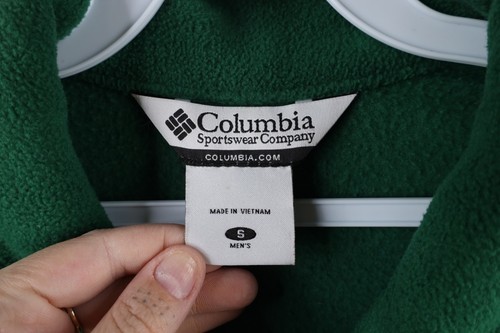 Columbia
Sportswear Company
COLUMBIA.COM
MADE IN VIETNAM
S
MEN'S